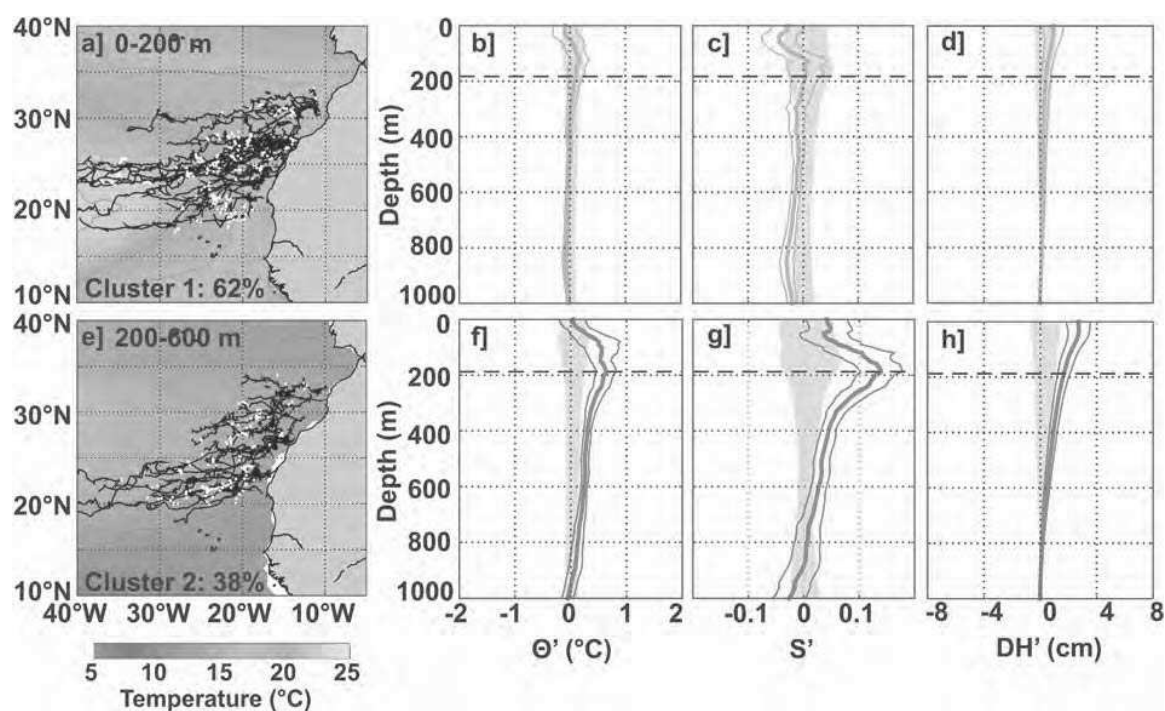 40°N
a] 0-200 m
30°N
20°N
Cluster 1: 62%
10°N
0
b]
c]
d]
200
400
600
800
1000
Depth (m)
40°N
e] 200-600 m
30°N
20°N
Cluster 2: 38%
10°N
40°W 30°W 20°W 10°W
0
f]
g]
h]
200
400
600
800
1000
Depth (m)
-2 -1 0 1 2
-0.1 0 0.1
-8 -4 0 4 8
Θ' (°C)
S'
DH' (cm)
5 10 15 20 25
Temperature (°C)